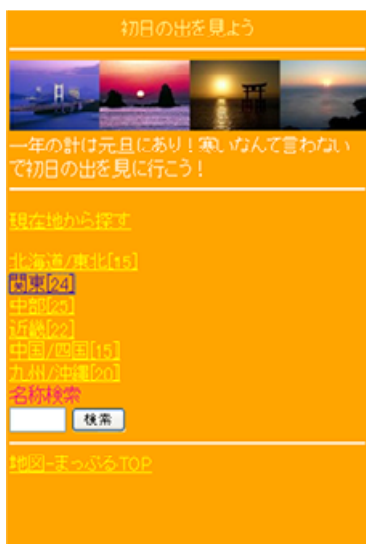 初日の出を見よう
一年の計は元旦にあり！寒いなんて言わない
で初日の出を見に行こう！
現在地から探す
北海道/東北[15]
関東[24]
中部[25]
近畿[22]
中国/四国[15]
九州/沖縄[20]
名称検索
検索
地図-まっぷるTOP